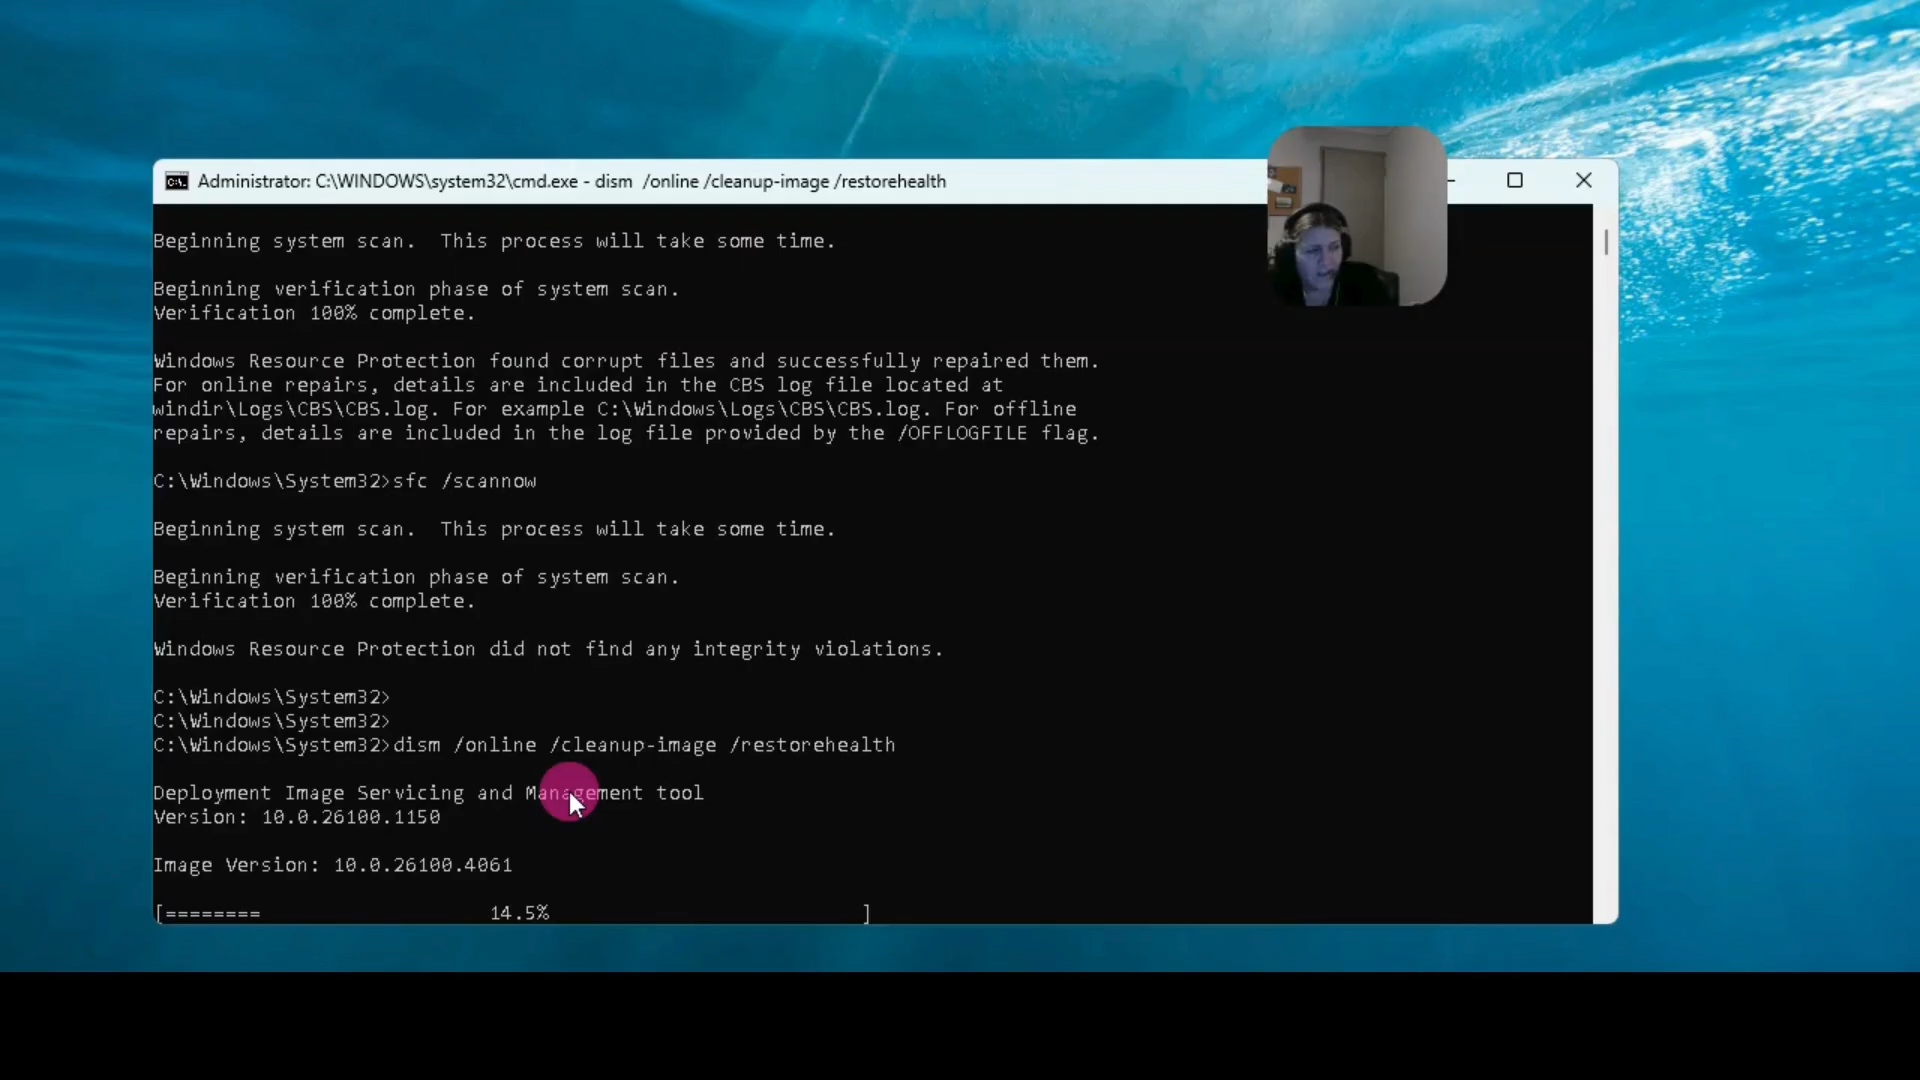 Administrator: C:\WINDOWS\system32\cmd.exe - dism  /online /cleanup-image /restorehealth
Beginning system scan.  This process will take some time.
Beginning verification phase of system scan.
Verification 100% complete.
Windows Resource Protection found corrupt files and successfully repaired them.
For online repairs, details are included in the CBS log file located at
windir\Logs\CBS\CBS.log. For example C:\Windows\Logs\CBS\CBS.log. For offline
repairs, details are included in the log file provided by the /OFFLOGFILE flag.
C:\Windows\System32>sfc /scannow
Beginning system scan.  This process will take some time.
Beginning verification phase of system scan.
Verification 100% complete.
Windows Resource Protection did not find any integrity violations.
C:\Windows\System32>
C:\Windows\System32>
C:\Windows\System32>dism /online /cleanup-image /restorehealth
Deployment Image Servicing and Management tool
Version: 10.0.26100.1150
Image Version: 10.0.26100.4061
[========                   14.5%                          ]